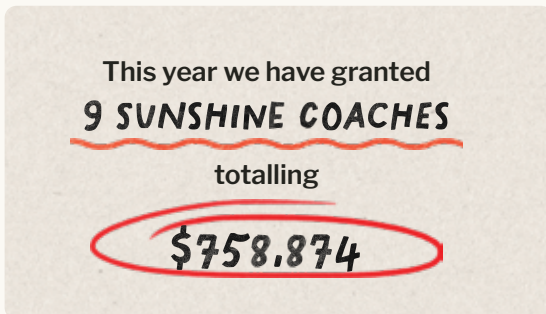 This year we have granted
9 SUNSHINE COACHES
totalling
$758,874